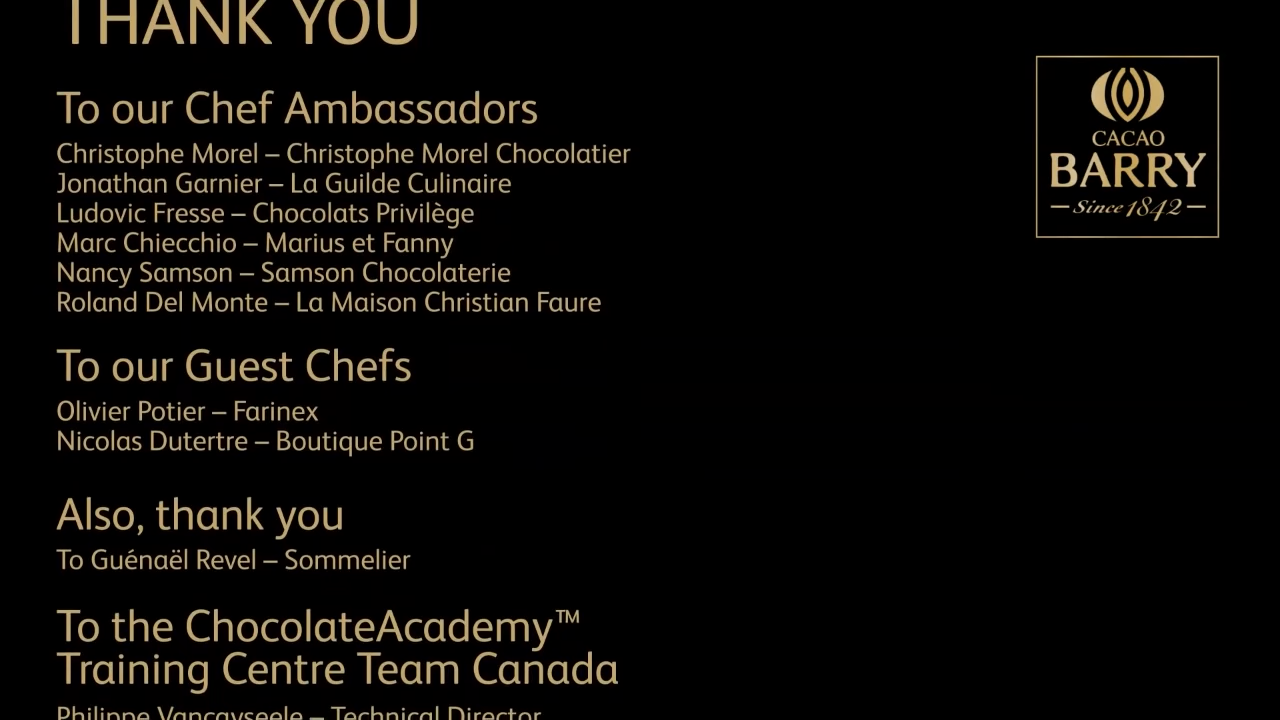 THANK YOU
To our Chef Ambassadors
Christophe Morel – Christophe Morel Chocolatier
Jonathan Garnier – La Guilde Culinaire
Ludovic Fresse – Chocolats Privilège
Marc Chiecchio – Marius et Fanny
Nancy Samson – Samson Chocolaterie
Roland Del Monte – La Maison Christian Faure
To our Guest Chefs
Olivier Potier – Farinex
Nicolas Dutertre – Boutique Point G
Also, thank you
To Guénaël Revel – Sommelier
To the ChocolateAcademy™
Training Centre Team Canada
Philippe Vancayseele – Technical Director
CACAO
BARRY
– Since 1842 –